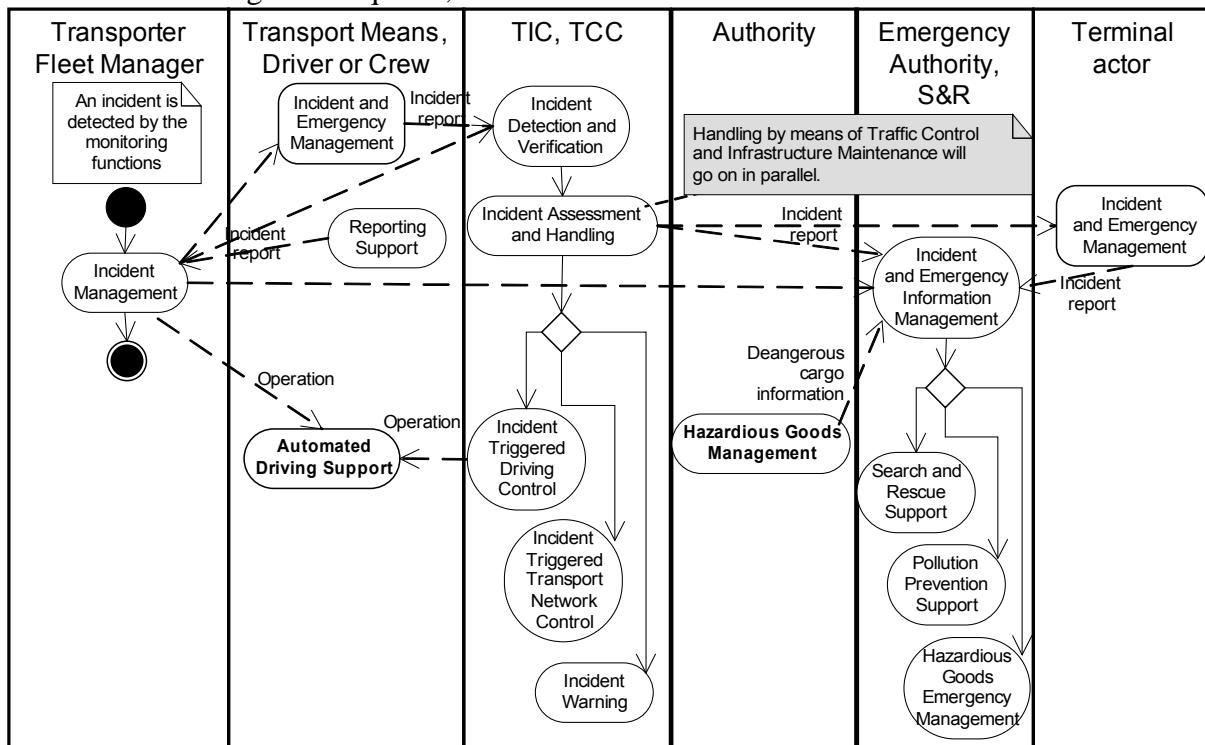 Transporter
Fleet Manager
Transport Means,
Driver or Crew
TIC, TCC
Authority
Emergency
Authority,
S&R
Terminal
actor
An incident is
detected by the
monitoring
functions
Incident and
Emergency
Management
Incident
report
Incident
Detection and
Verification
Handling by means of Traffic Control
and Infrastructure Maintenance will
go on in parallel.
Incident
report
Reporting
Support
Incident Assessment
and Handling
Incident
report
Incident
and Emergency
Management
Incident
Management
Incident
and Emergency
Information
Management
Incident
report
Operation
Deangerous
cargo
information
Automated
Driving Support
Operation
Incident
Triggered
Driving
Control
Hazardious Goods
Management
Search and
Rescue
Support
Incident
Triggered
Transport
Network
Control
Pollution
Prevention
Support
Incident
Warning
Hazardous
Goods
Emergency
Management